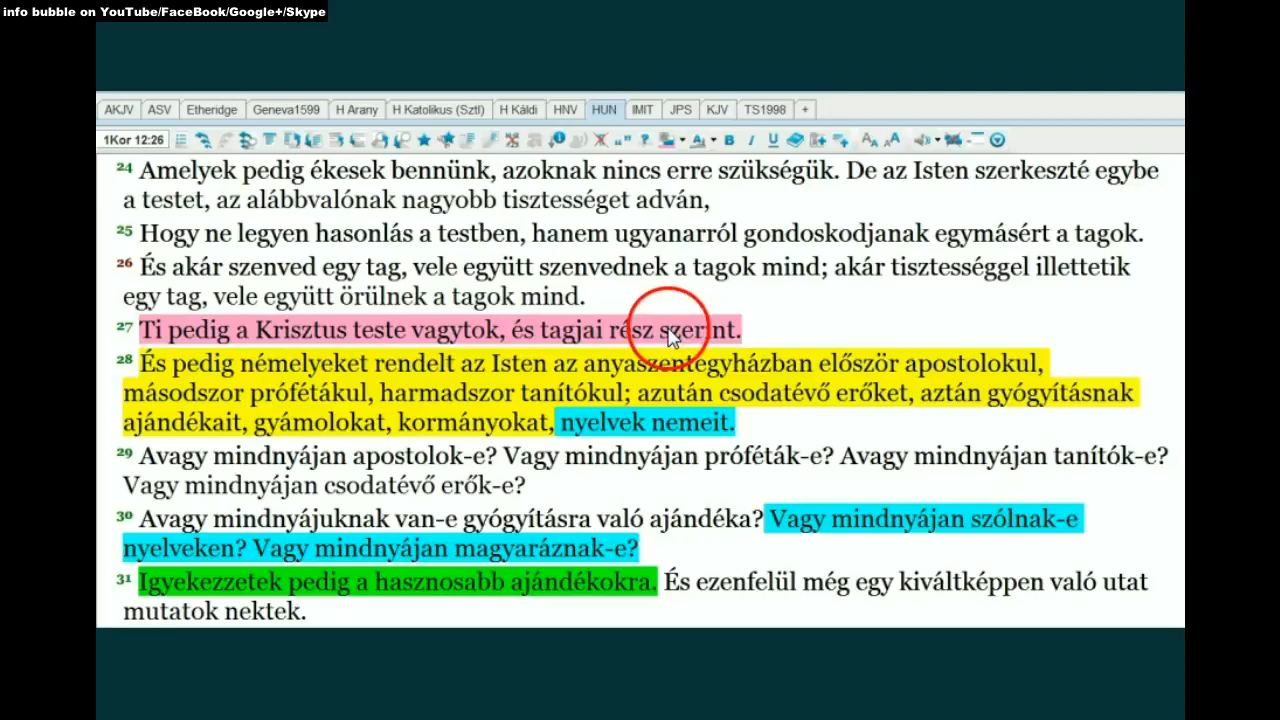 info bubble on YouTube/FaceBook/Google+/Skype
AKJV ASV Etheridge Geneva1599 H Arany H Katolikus (Sztl) H Káldi HNV HUN IMIT JPS KJV TS1998 +
1Kor 12:26
24 Amelyek pedig ékesek bennünk, azoknak nincs erre szükségük. De az Isten szerkeszté egybe
a testet, az alábbvalónak nagyobb tisztességet adván,
25 Hogy ne legyen hasonlás a testben, hanem ugyanarról gondoskodjanak egymásért a tagok.
26 És akár szenved egy tag, vele együtt szenvednek a tagok mind; akár tisztességgel illettetik
egy tag, vele együtt örülnek a tagok mind.
27 Ti pedig a Krisztus teste vagytok, és tagjai rész szerint.
28 És pedig némelyeket rendelt az Isten az anyaszentegyházban először apostolokul,
másodszor prófétákul, harmadszor tanítókul; azután csodatévő erőket, aztán gyógyításnak
ajándékait, gyámolokat, kormányokat, nyelvek nemeit.
29 Avagy mindnyájan apostolok-e? Vagy mindnyájan próféták-e? Avagy mindnyájan tanítók-e?
Vagy mindnyájan csodatévő erők-e?
30 Avagy mindnyájuknak van-e gyógyításra való ajándéka? Vagy mindnyájan szólnak-e
nyelveken? Vagy mindnyájan magyaráznak-e?
31 Igyekezzetek pedig a hasznosabb ajándékokra. És ezenfelül még egy kiváltképpen való utat
mutatok nektek.